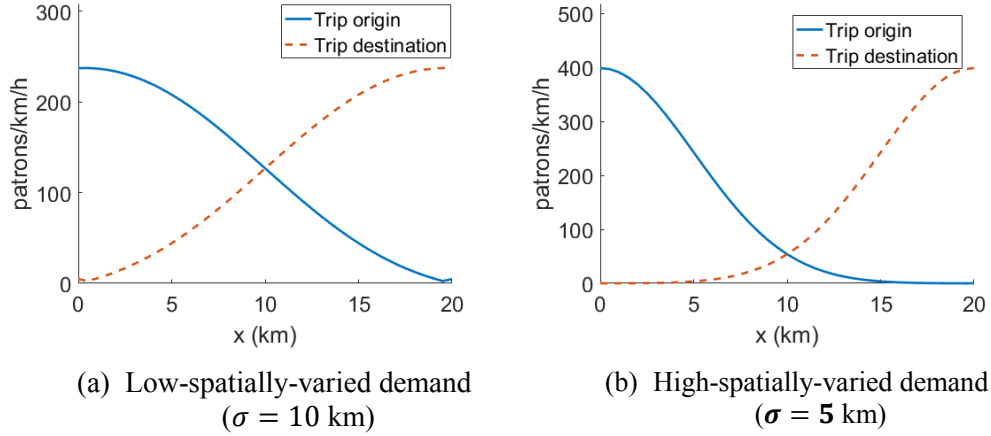 300
200
100
0
patrons/km/h
Trip origin
Trip destination
0 5 10 15 20
x (km)
(a) Low-spatially-varied demand
(σ = 10 km)
500
400
300
200
100
0
patrons/km/h
Trip origin
Trip destination
0 5 10 15 20
x (km)
(b) High-spatially-varied demand
(σ = 5 km)